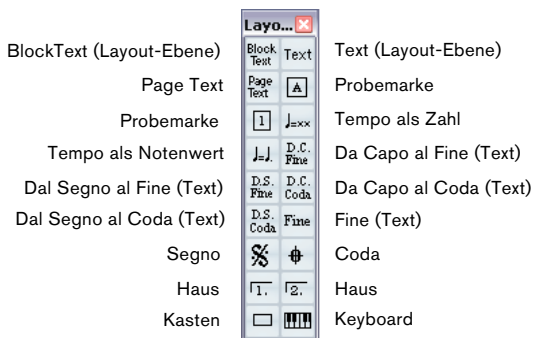 Layo...
BlockText (Layout-Ebene) Block Text Text Text (Layout-Ebene)
Page Text Page Text A Probemarke
Probemarke 1 =xx Tempo als Zahl
Tempo als Notenwert = D.C. Fine Da Capo al Fine (Text)
Dal Segno al Fine (Text) D.S. Fine D.C. Coda Da Capo al Coda (Text)
Dal Segno al Coda (Text) D.S. Coda Fine Fine (Text)
Segno Coda
Haus 1. 2. Haus
Kasten Keyboard